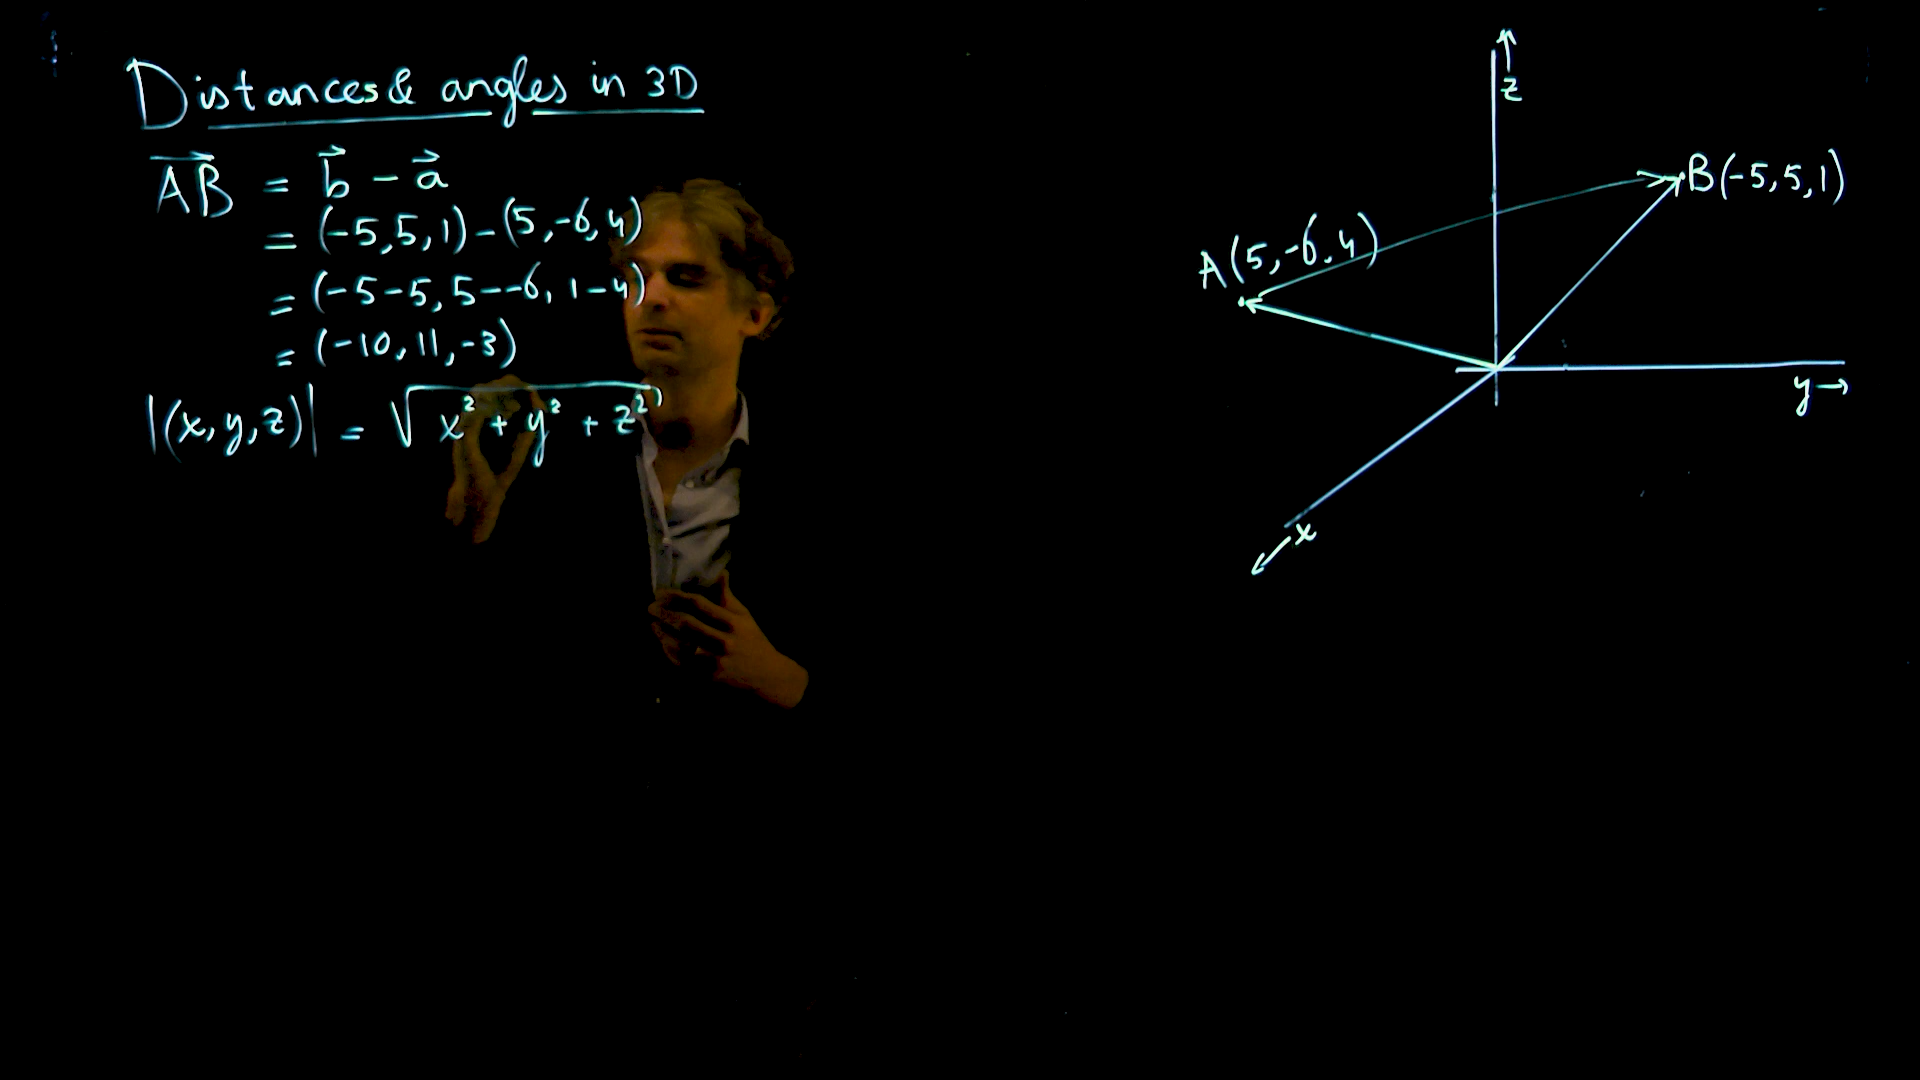 Distances & angles in 3D
AB = b - a
= (-5,5,1) - (5,-6,4)
= (-5-5, 5--6, 1-4)
= (-10, 11, -3)
|(x,y,z)| = √x² + y² + z²
z
B(-5,5,1)
A(5,-6,4)
y→
x